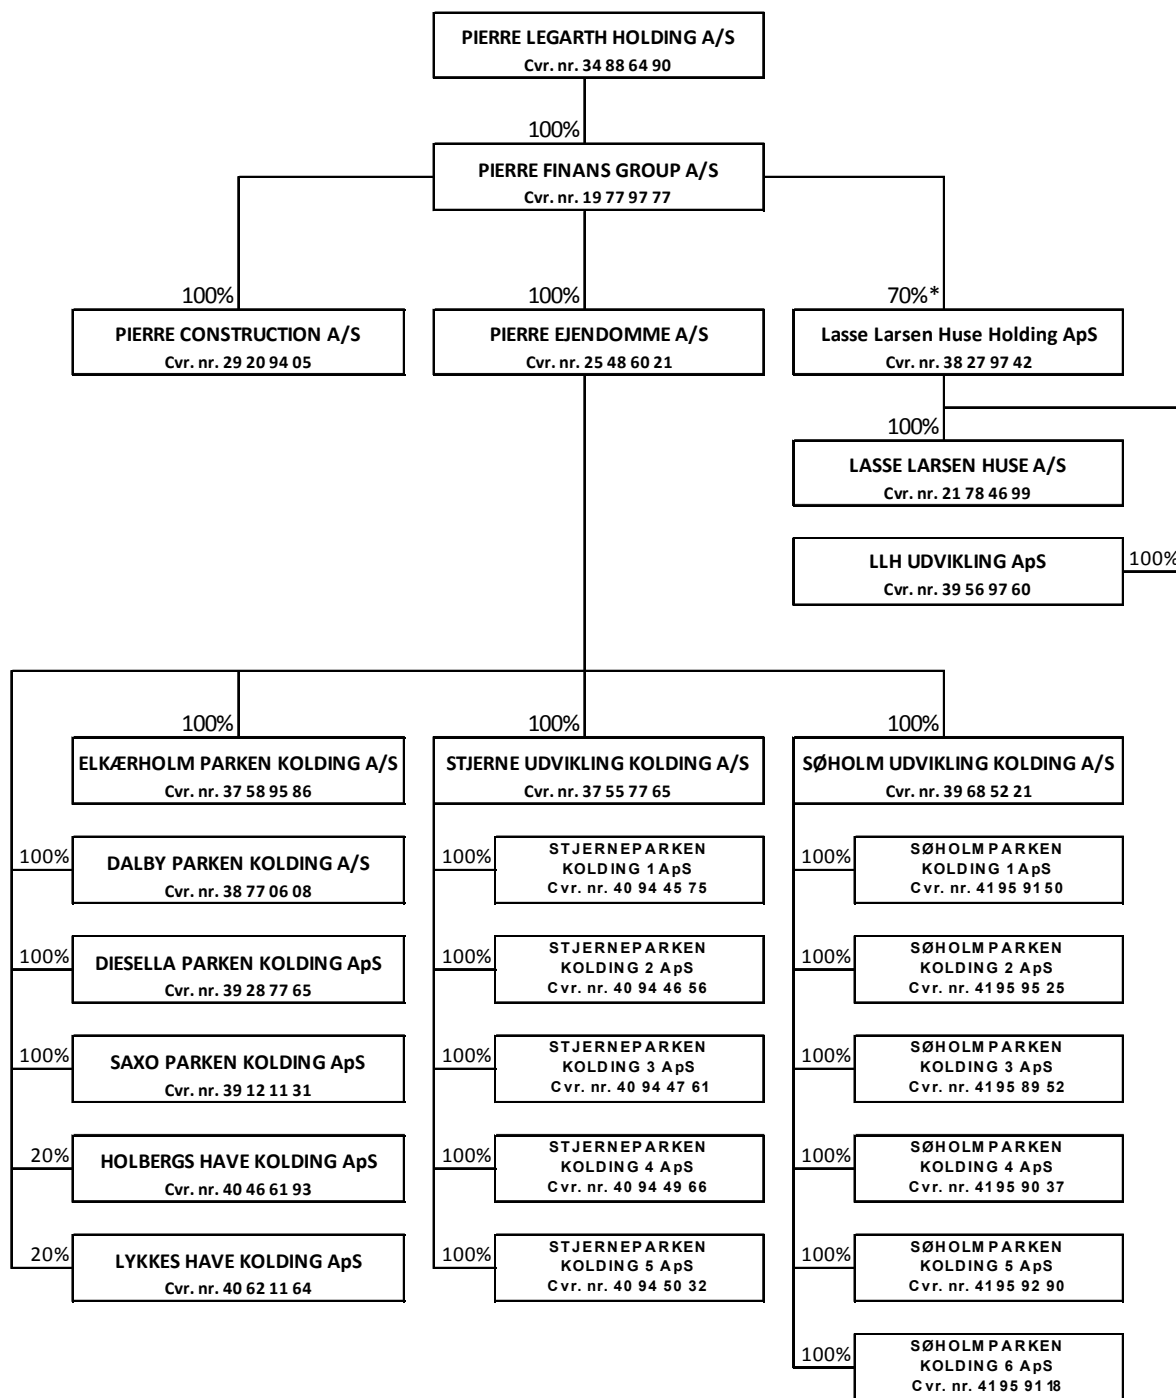 PIERRE LEGARTH HOLDING A/S
Cvr. nr. 34 88 64 90
100%
PIERRE FINANS GROUP A/S
Cvr. nr. 19 77 97 77
100%
100%
70%*
PIERRE CONSTRUCTION A/S
Cvr. nr. 29 20 94 05
PIERRE EJENDOMME A/S
Cvr. nr. 25 48 60 21
Lasse Larsen Huse Holding ApS
Cvr. nr. 38 27 97 42
100%
LASSE LARSEN HUSE A/S
Cvr. nr. 21 78 46 99
LLH UDVIKLING ApS
Cvr. nr. 39 56 97 60
100%
100%
100%
100%
ELKÆRHOLM PARKEN KOLDING A/S
Cvr. nr. 37 58 95 86
STJERNE UDVIKLING KOLDING A/S
Cvr. nr. 37 55 77 65
SØHOLM UDVIKLING KOLDING A/S
Cvr. nr. 39 68 52 21
100%
DALBY PARKEN KOLDING A/S
Cvr. nr. 38 77 06 08
100%
STJERNEPARKEN
KOLDING 1 ApS
Cvr. nr. 40 94 45 75
100%
SØHOLMPARKEN
KOLDING 1 ApS
Cvr. nr. 41 95 91 50
100%
DIESELLA PARKEN KOLDING ApS
Cvr. nr. 39 28 77 65
100%
STJERNEPARKEN
KOLDING 2 ApS
Cvr. nr. 40 94 46 56
100%
SØHOLMPARKEN
KOLDING 2 ApS
Cvr. nr. 41 95 95 25
100%
SAXO PARKEN KOLDING ApS
Cvr. nr. 39 12 11 31
100%
STJERNEPARKEN
KOLDING 3 ApS
Cvr. nr. 40 94 47 61
100%
SØHOLMPARKEN
KOLDING 3 ApS
Cvr. nr. 41 95 89 52
20%
HOLBERGS HAVE KOLDING ApS
Cvr. nr. 40 46 61 93
100%
STJERNEPARKEN
KOLDING 4 ApS
Cvr. nr. 40 94 49 66
100%
SØHOLMPARKEN
KOLDING 4 ApS
Cvr. nr. 41 95 90 37
20%
LYKKES HAVE KOLDING ApS
Cvr. nr. 40 62 11 64
100%
STJERNEPARKEN
KOLDING 5 ApS
Cvr. nr. 40 94 50 32
100%
SØHOLMPARKEN
KOLDING 5 ApS
Cvr. nr. 41 95 92 90
100%
SØHOLMPARKEN
KOLDING 6 ApS
Cvr. nr. 41 95 91 18